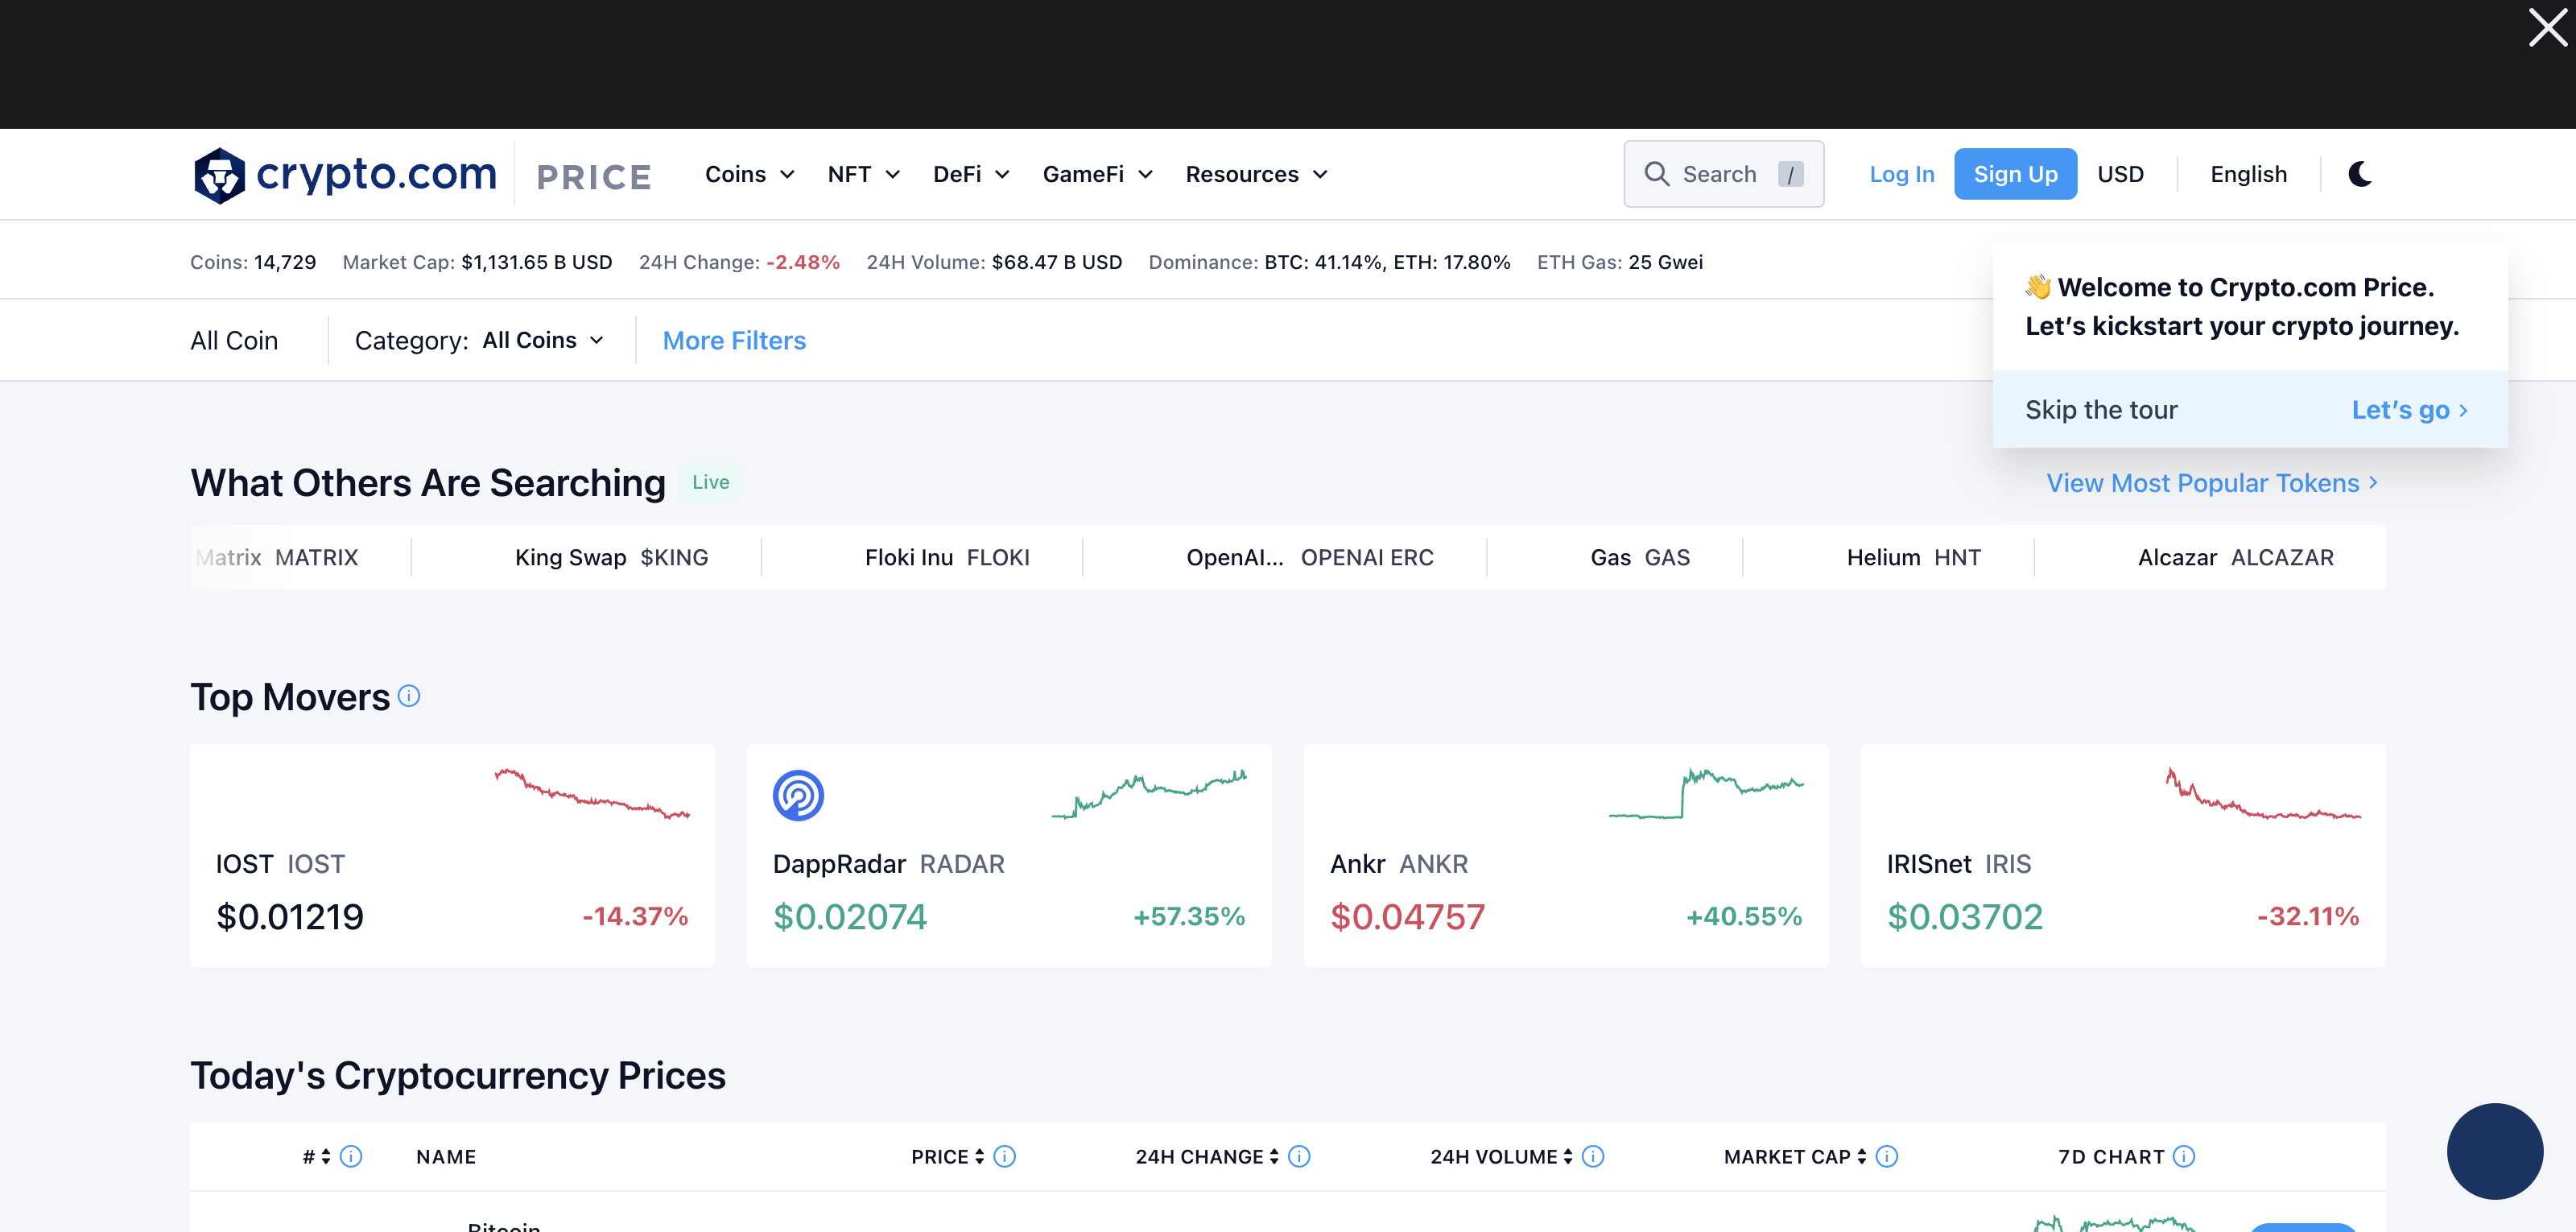 crypto.com PRICE Coins NFT DeFi GameFi Resources Search / Log In Sign Up USD English
Coins: 14,729 Market Cap: $1,131.65 B USD 24H Change: -2.48% 24H Volume: $68.47 B USD Dominance: BTC: 41.14%, ETH: 17.80% ETH Gas: 25 Gwei
👋 Welcome to Crypto.com Price.
Let’s kickstart your crypto journey.
Skip the tour Let’s go
All Coin Category: All Coins More Filters
What Others Are Searching Live View Most Popular Tokens
Matrix MATRIX King Swap $KING Floki Inu FLOKI OpenAI... OPENAI ERC Gas GAS Helium HNT Alcazar ALCAZAR
Top Movers
IOST IOST
$0.01219 -14.37%
DappRadar RADAR
$0.02074 +57.35%
Ankr ANKR
$0.04757 +40.55%
IRISnet IRIS
$0.03702 -32.11%
Today's Cryptocurrency Prices
# NAME PRICE 24H CHANGE 24H VOLUME MARKET CAP 7D CHART
Bitcoin